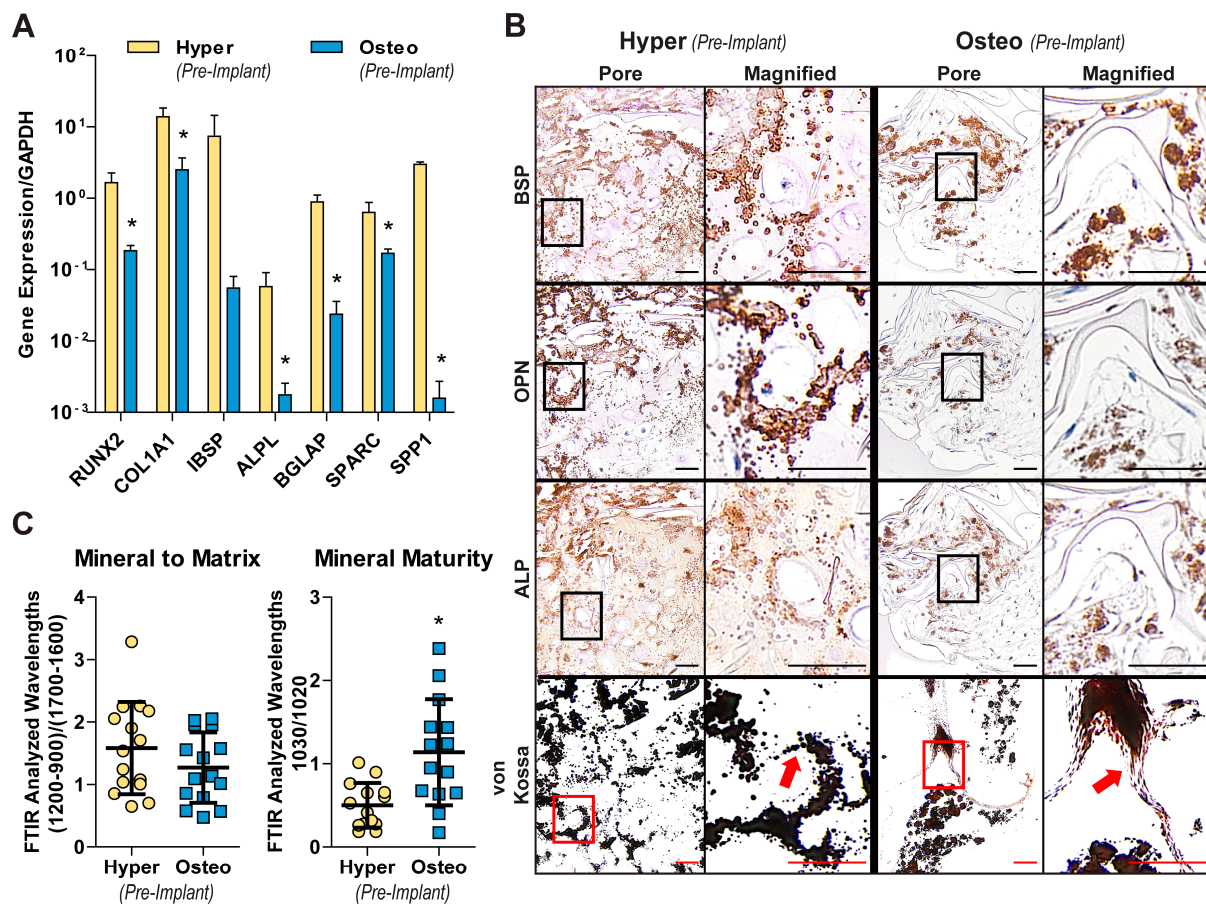 A
Hyper
(Pre-Implant)
Osteo
(Pre-Implant)
Gene Expression/GAPDH
10²
10¹
10⁰
10⁻¹
10⁻²
10⁻³
* * * * * *
RUNX2 COL1A1 IBSP ALPL BGLAP SPARC SPP1
B
Hyper (Pre-Implant) Osteo (Pre-Implant)
Pore Magnified Pore Magnified
BSP
OPN
ALP
von
Kossa
C
Mineral to Matrix
FTIR Analyzed Wavelengths
(1200-900)/(1700-1600)
4
3
2
1
0
Hyper Osteo
(Pre-Implant)
Mineral Maturity
FTIR Analyzed Wavelengths
1030/1020
3
2
1
0
*
Hyper Osteo
(Pre-Implant)